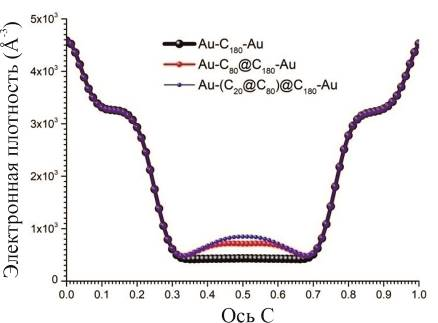 Электронная плотность (Å⁻³)
5x10³
4x10³
3x10³
2x10³
1x10³
0
Au-C₁₈₀-Au
Au-C₈₀@C₁₈₀-Au
Au-(C₂₀@C₈₀)@C₁₈₀-Au
0.0 0.1 0.2 0.3 0.4 0.5 0.6 0.7 0.8 0.9 1.0
Ось С